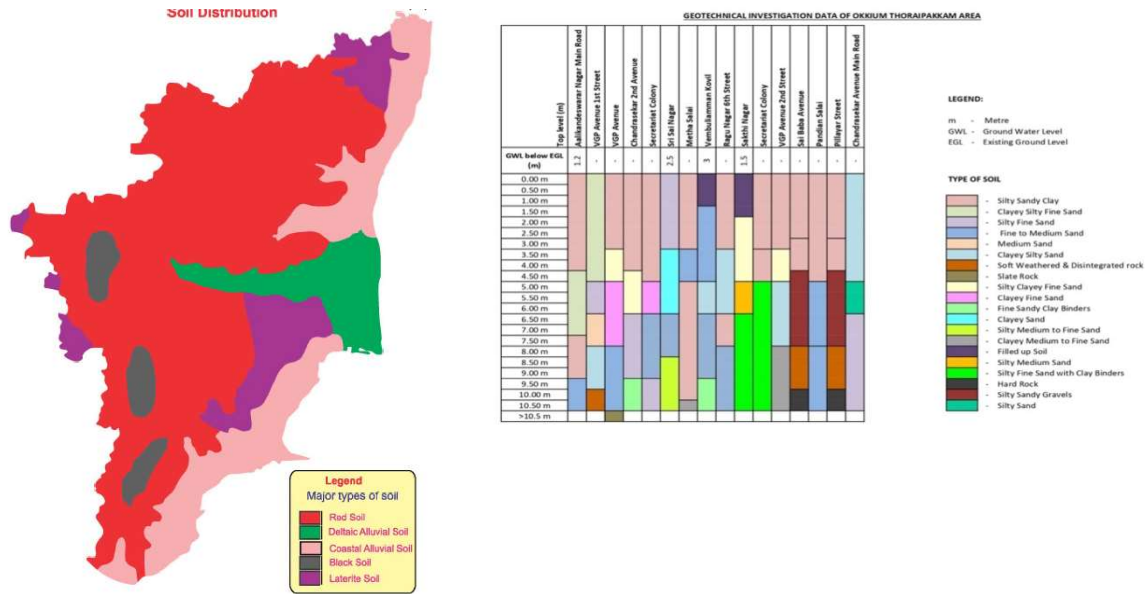 Soil Distribution
Legend
Major types of soil
Red Soil
Deltaic Alluvial Soil
Coastal Alluvial Soil
Black Soil
Laterite Soil
GEOTECHNICAL INVESTIGATION DATA OF OKKIUM THORAIPAKKAM AREA
Top level (m)
Aalikandeswarar Nagar Main Road
VGP Avenue 1st Street
VGP Avenue
Chandrasekar 2nd Avenue
Secretariat Colony
Sri Sai Nagar
Metha Salai
Vembuliamman Kovil
Ragu Nagar 6th Street
Sakthi Nagar
Secretariat Colony
VGP Avenue 2nd Street
Sai Baba Avenue
Pandian Salai
Pillayar Street
Chandrasekar Avenue Main Road
GWL below EGL (m)
1.2 - - - - 2.5 - 3 - 1.5 - - - - - -
0.00 m
0.50 m
1.00 m
1.50 m
2.00 m
2.50 m
3.00 m
3.50 m
4.00 m
4.50 m
5.00 m
5.50 m
6.00 m
6.50 m
7.00 m
7.50 m
8.00 m
8.50 m
9.00 m
9.50 m
10.00 m
10.50 m
>10.5 m
LEGEND:
m - Metre
GWL - Ground Water Level
EGL - Existing Ground Level
TYPE OF SOIL
- Silty Sandy Clay
- Clayey Silty Fine Sand
- Silty Fine Sand
- Fine to Medium Sand
- Medium Sand
- Clayey Silty Sand
- Soft Weathered & Disintegrated rock
- Slate Rock
- Silty Clayey Fine Sand
- Clayey Fine Sand
- Fine Sandy Clay Binders
- Clayey Sand
- Silty Medium to Fine Sand
- Clayey Medium to Fine Sand
- Filled up Soil
- Silty Medium Sand
- Silty Fine Sand with Clay Binders
- Hard Rock
- Silty Sandy Gravels
- Silty Sand